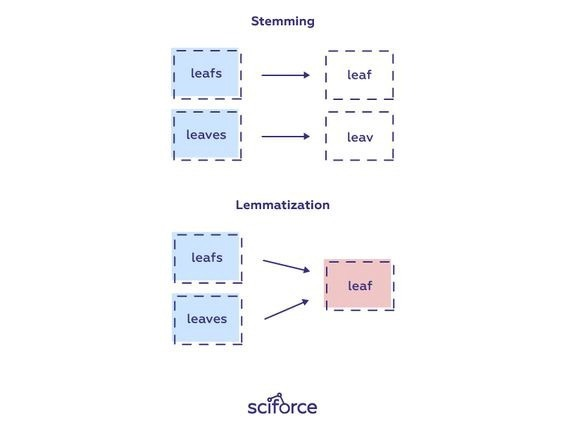 Stemming
leafs
leaf
leaves
leav
Lemmatization
leafs
leaf
leaves
sciforce